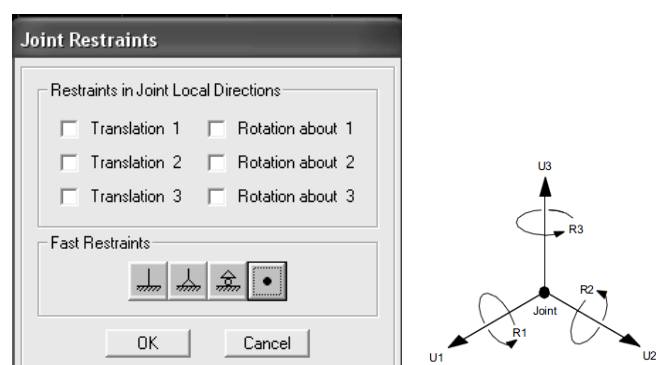 Joint Restraints
Restraints in Joint Local Directions
Translation 1 Rotation about 1
Translation 2 Rotation about 2
Translation 3 Rotation about 3
Fast Restraints
OK Cancel
U3
R3
R2
Joint
R1
U1
U2